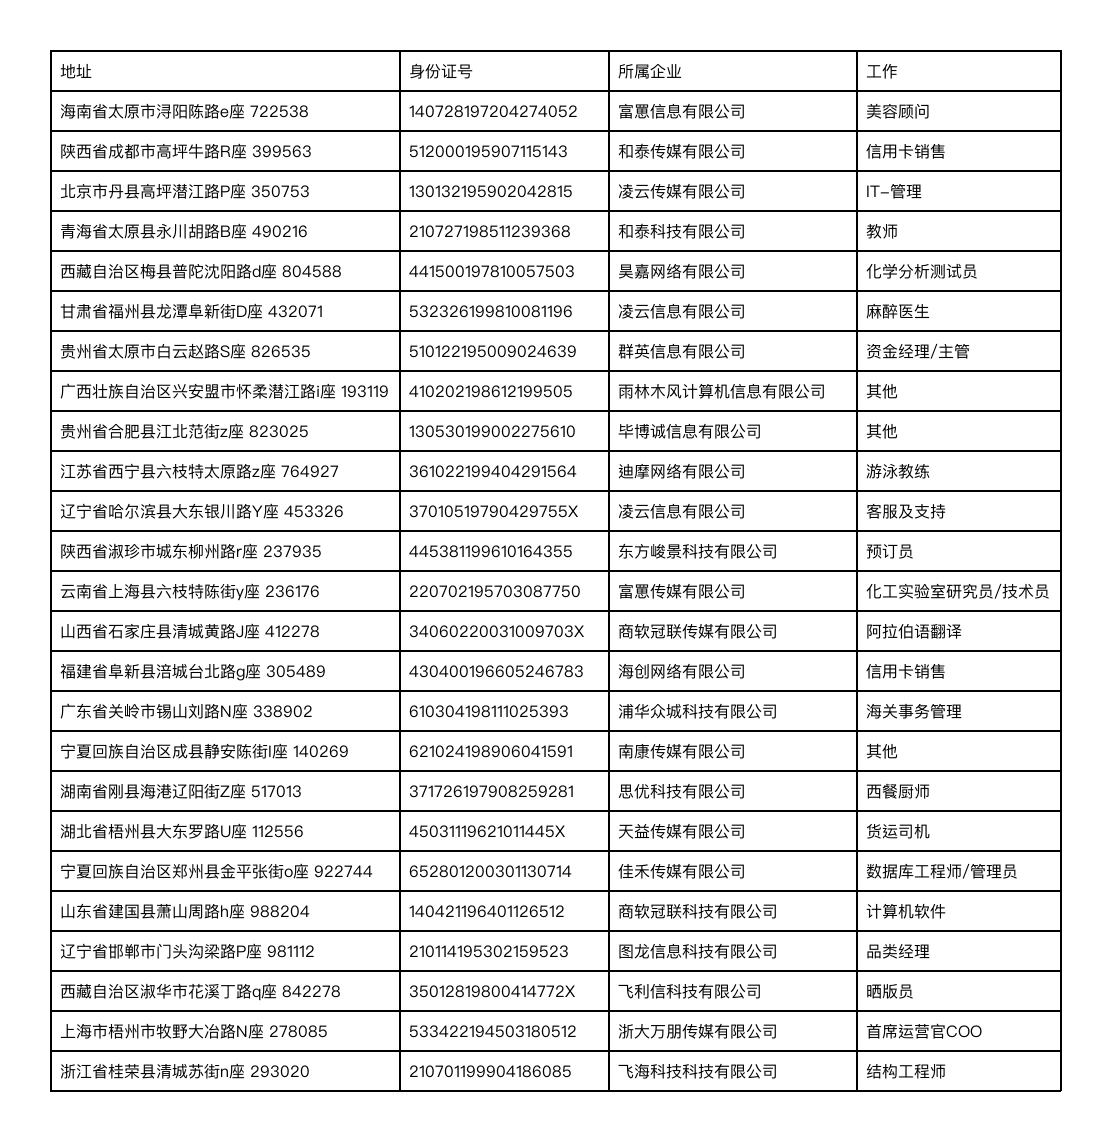 地址 身份证号 所属企业 工作
海南省太原市浔阳陈路e座 722538 140728197204274052 富罳信息有限公司 美容顾问
陕西省成都市高坪牛路R座 399563 512000195907115143 和泰传媒有限公司 信用卡销售
北京市丹县高坪潜江路P座 350753 130132195902042815 凌云传媒有限公司 IT-管理
青海省太原县永川胡路B座 490216 210727198511239368 和泰科技有限公司 教师
西藏自治区梅县普陀沈阳路d座 804588 441500197810057503 昊嘉网络有限公司 化学分析测试员
甘肃省福州县龙潭阜新街D座 432071 532326199810081196 凌云信息有限公司 麻醉医生
贵州省太原市白云赵路S座 826535 510122195009024639 群英信息有限公司 资金经理/主管
广西壮族自治区兴安盟市怀柔潜江路i座 193119 410202198612199505 雨林木风计算机信息有限公司 其他
贵州省合肥县江北范街z座 823025 130530199002275610 毕博诚信息有限公司 其他
江苏省西宁县六枝特太原路z座 764927 361022199404291564 迪摩网络有限公司 游泳教练
辽宁省哈尔滨县大东银川路Y座 453326 37010519790429755X 凌云信息有限公司 客服及支持
陕西省淑珍市城东柳州路r座 237935 445381199610164355 东方峻景科技有限公司 预订员
云南省上海县六枝特陈街y座 236176 220702195703087750 富罳传媒有限公司 化工实验室研究员/技术员
山西省石家庄县清城黄路J座 412278 34060220031009703X 商软冠联传媒有限公司 阿拉伯语翻译
福建省阜新县涪城台北路g座 305489 430400196605246783 海创网络有限公司 信用卡销售
广东省关岭市锡山刘路N座 338902 610304198111025393 浦华众城科技有限公司 海关事务管理
宁夏回族自治区成县静安陈街l座 140269 621024198906041591 南康传媒有限公司 其他
湖南省刚县海港辽阳街Z座 517013 371726197908259281 思优科技有限公司 西餐厨师
湖北省梧州县大东罗路U座 112556 45031119621011445X 天益传媒有限公司 货运司机
宁夏回族自治区郑州县金平张街o座 922744 652801200301130714 佳禾传媒有限公司 数据库工程师/管理员
山东省建国县萧山周路h座 988204 140421196401126512 商软冠联科技有限公司 计算机软件
辽宁省邯郸市门头沟梁路P座 981112 210114195302159523 图龙信息科技有限公司 品类经理
西藏自治区淑华市花溪丁路q座 842278 35012819800414772X 飞利信科技有限公司 晒版员
上海市梧州市牧野大冶路N座 278085 533422194503180512 浙大万朋传媒有限公司 首席运营官COO
浙江省桂荣县清城苏街n座 293020 210701199904186085 飞海科技科技有限公司 结构工程师